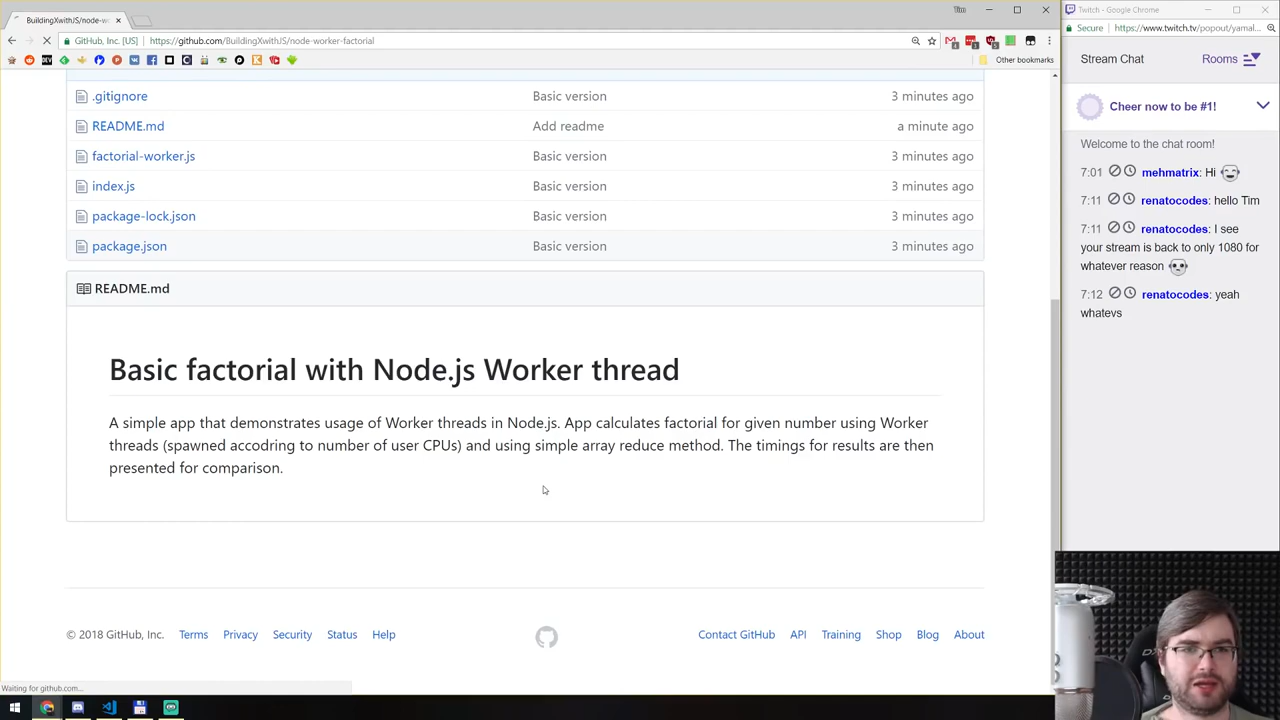 BuildingXwithJS/node-wo
Tim
GitHub, Inc. [US]
https://github.com/BuildingXwithJS/node-worker-factorial
Other bookmarks
.gitignore Basic version 3 minutes ago
README.md Add readme a minute ago
factorial-worker.js Basic version 3 minutes ago
index.js Basic version 3 minutes ago
package-lock.json Basic version 3 minutes ago
package.json Basic version 3 minutes ago
README.md
Basic factorial with Node.js Worker thread
A simple app that demonstrates usage of Worker threads in Node.js. App calculates factorial for given number using Worker
threads (spawned accodring to number of user CPUs) and using simple array reduce method. The timings for results are then
presented for comparison.
© 2018 GitHub, Inc. Terms Privacy Security Status Help
Contact GitHub API Training Shop Blog About
Waiting for github.com...
Twitch - Google Chrome
Secure https://www.twitch.tv/popout/yamal...
Stream Chat Rooms
Cheer now to be #1!
Welcome to the chat room!
7:01 mehmatrix: Hi
7:11 renatocodes: hello Tim
7:11 renatocodes: I see
your stream is back to only 1080 for
whatever reason
7:12 renatocodes: yeah
whatevs